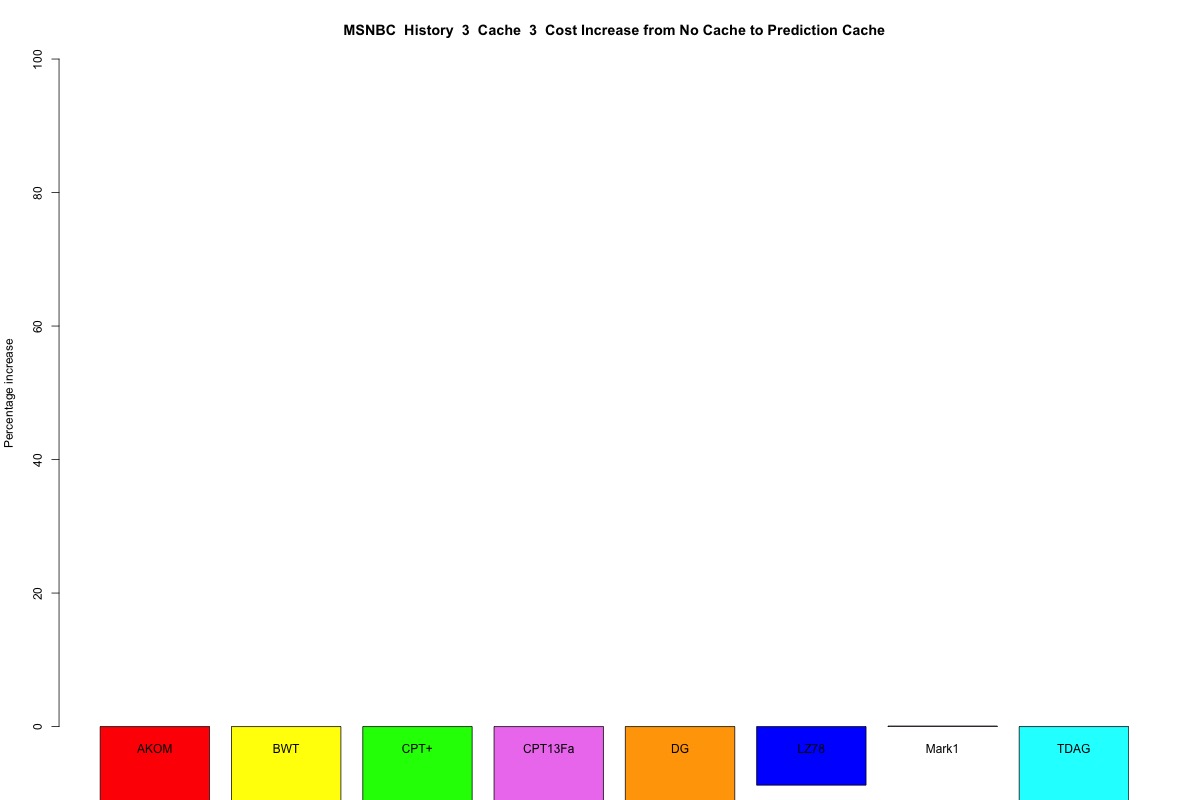 MSNBC History 3 Cache 3 Cost Increase from No Cache to Prediction Cache
Percentage increase
100
80
60
40
20
0
AKOM BWT CPT+ CPT13Fa DG LZ78 Mark1 TDAG